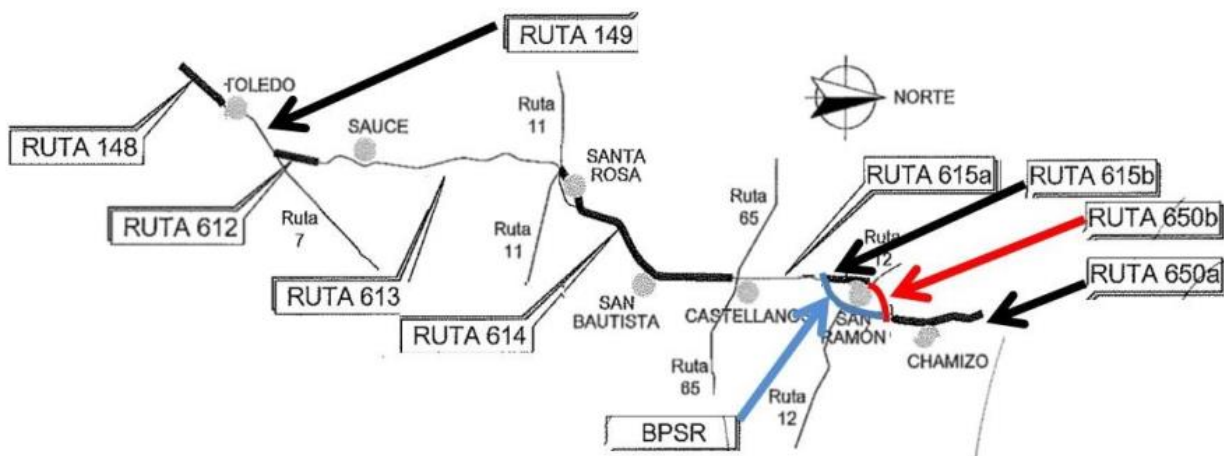 RUTA 149
TOLEDO
RUTA 148
SAUCE
Ruta
11
NORTE
SANTA
ROSA
RUTA 615a
RUTA 615b
Ruta
65
RUTA 650b
RUTA 612
Ruta
7
Ruta
11
Ruta
12
RUTA 650a
RUTA 613
SAN
BAUTISTA
CASTELLANOS
SAN
RAMÓN
RUTA 614
CHAMIZO
Ruta
65
Ruta
12
BPSR